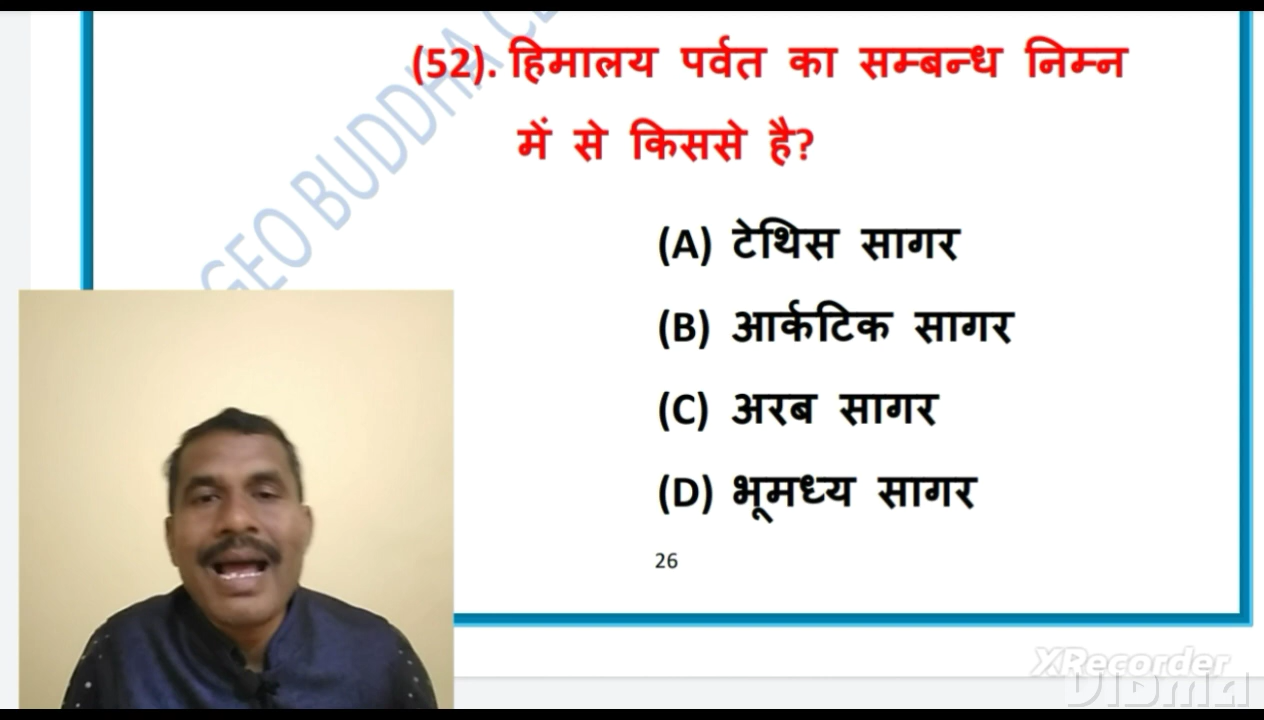 (52). हिमालय पर्वत का सम्बन्ध निम्न
में से किससे है?
(A) टेथिस सागर
(B) आर्कटिक सागर
(C) अरब सागर
(D) भूमध्य सागर
26
GEO BUDDHA
XRecorder